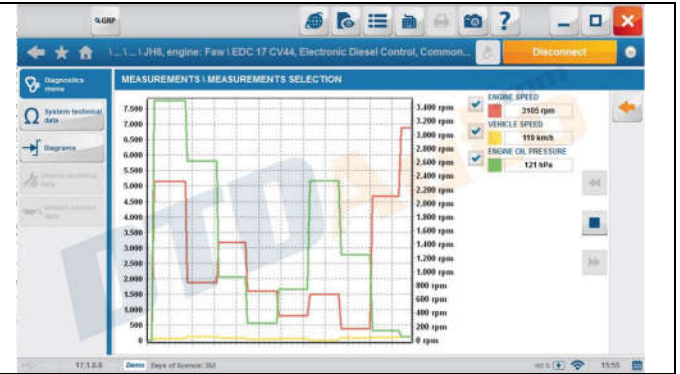 GRP
?
\ ... \ ... \ JH6, engine: Faw \ EDC 17 CV44, Electronic Diesel Control, Common...
Disconnect
Diagnostics
menu
MEASUREMENTS \ MEASUREMENTS SELECTION
System technical
data
Diagrams
7.500
7.000
6.500
6.000
5.500
5.000
4.500
4.000
3.500
3.000
2.500
2.000
1.500
1.000
500
0
3.400 rpm
3.200 rpm
3.000 rpm
2.800 rpm
2.600 rpm
2.400 rpm
2.200 rpm
2.000 rpm
1.800 rpm
1.600 rpm
1.400 rpm
1.200 rpm
1.000 rpm
800 rpm
600 rpm
400 rpm
200 rpm
0 rpm
ENGINE SPEED
3105 rpm
VEHICLE SPEED
119 km/h
ENGINE OIL PRESSURE
121 hPa
17.1.0.0
Demo
Days of licence: 352
15:55